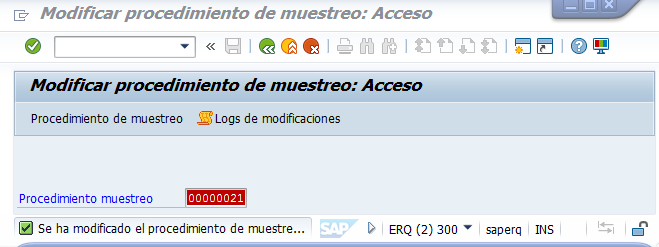 Modificar procedimiento de muestreo: Acceso
Modificar procedimiento de muestreo: Acceso
Procedimiento de muestreo Logs de modificaciones
Procedimiento muestreo 00000021
Se ha modificado el procedimiento de muestre... SAP ERQ (2) 300 saperq INS